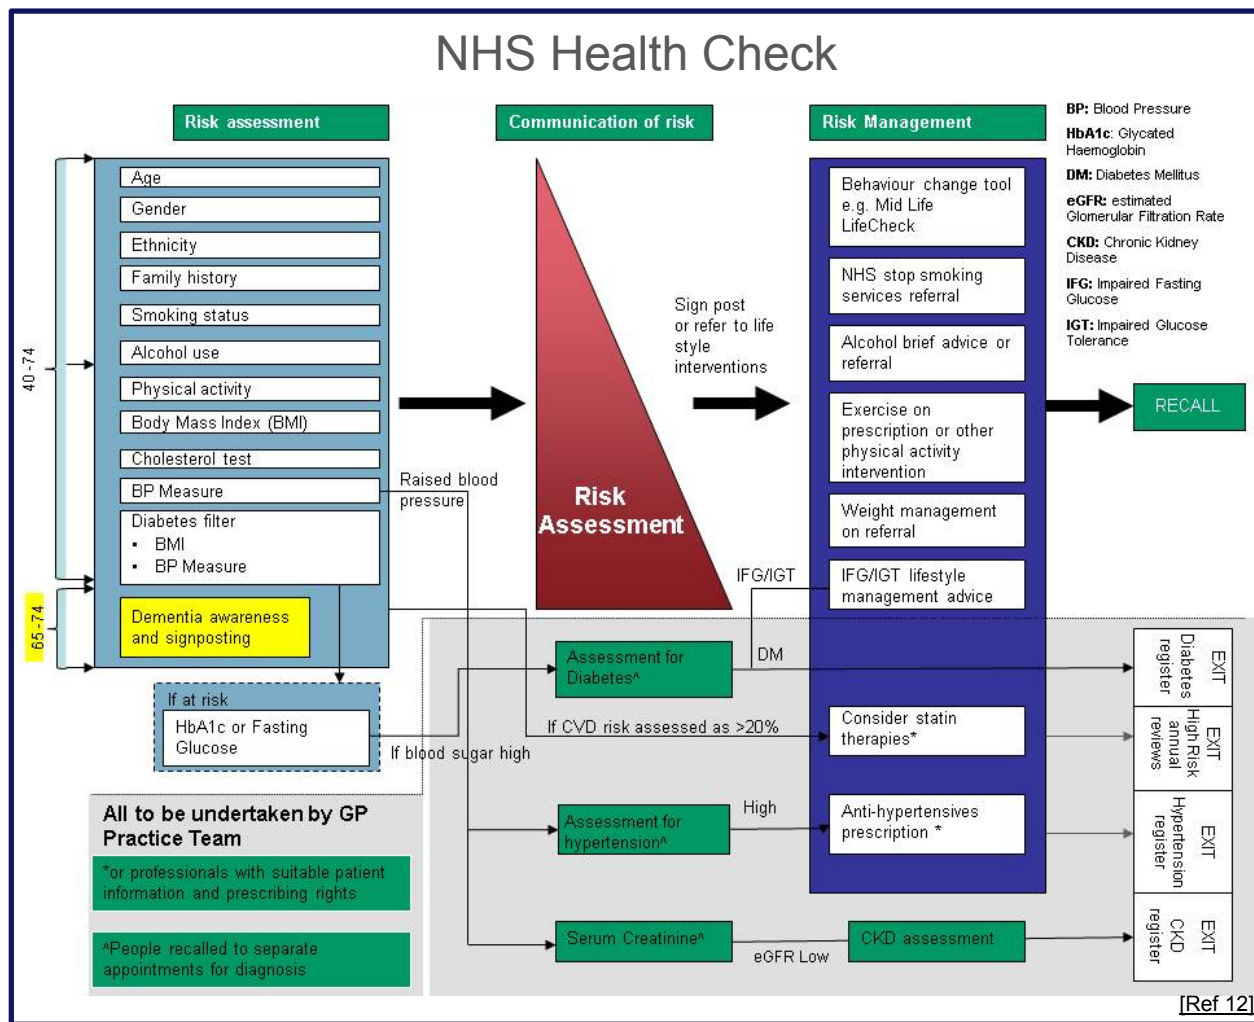 NHS Health Check
Risk assessment
Communication of risk
Risk Management
BP: Blood Pressure
HbA1c: Glycated
Haemoglobin
DM: Diabetes Mellitus
eGFR: estimated
Glomerular Filtration Rate
CKD: Chronic Kidney
Disease
IFG: Impaired Fasting
Glucose
IGT: Impaired Glucose
Tolerance
40-74
65-74
Age
Gender
Ethnicity
Family history
Smoking status
Alcohol use
Physical activity
Body Mass Index (BMI)
Cholesterol test
BP Measure
Diabetes filter
▪ BMI
▪ BP Measure
Dementia awareness
and signposting
If at risk
HbA1c or Fasting
Glucose
Raised blood
pressure
Risk
Assessment
Sign post
or refer to life
style
interventions
Behaviour change tool
e.g. Mid Life
LifeCheck
NHS stop smoking
services referral
Alcohol brief advice or
referral
Exercise on
prescription or other
physical activity
intervention
Weight management
on referral
IFG/IGT lifestyle
management advice
RECALL
IFG/IGT
Assessment for
Diabetes^
DM
If CVD risk assessed as >20%
If blood sugar high
Consider statin
therapies*
Assessment for
hypertension^
High
Anti-hypertensives
prescription *
Serum Creatinine^
eGFR Low
CKD assessment
EXIT
Diabetes
register
EXIT
High Risk
annual
reviews
EXIT
Hypertension
register
EXIT
CKD
register
All to be undertaken by GP
Practice Team
*or professionals with suitable patient
information and prescribing rights
^People recalled to separate
appointments for diagnosis
[Ref 12]